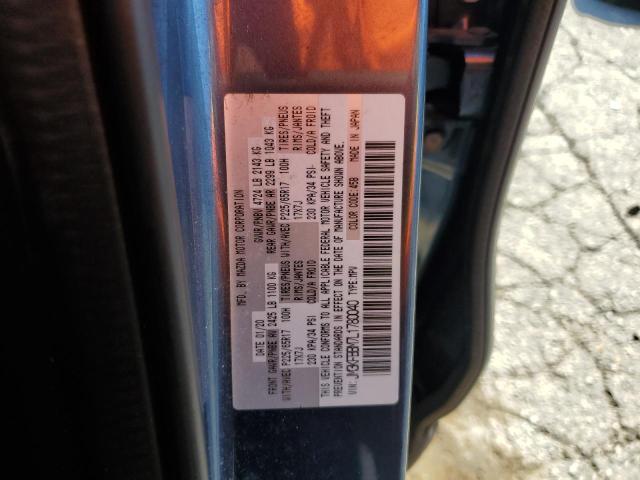 MFD. BY MAZDA MOTOR CORPORATION
DATE: 01/20 GVWR/PNBV 4724 LB 2143 KG
FRONT GAWR/PNBE AV 2425 LB 1100 KG REAR GAWR/PNBE AR 2299 LB 1043 KG
WITH/AVEC P225/65R17 100H TIRES/PNEUS WITH/AVEC P225/65R17 100H TIRES/PNEUS
17X7J RIMS/JANTES 17X7J RIMS/JANTES
230 KPA/34 PSI COLD/A FROID 230 KPA/34 PSI COLD/A FROID
THIS VEHICLE CONFORMS TO ALL APPLICABLE FEDERAL MOTOR VEHICLE SAFETY AND THEFT
PREVENTION STANDARDS IN EFFECT ON THE DATE OF MANUFACTURE SHOWN ABOVE.
VIN: JM3KFBBM7L1780040 TYPE:MPV COLOR CODE:45B MADE IN JAPAN